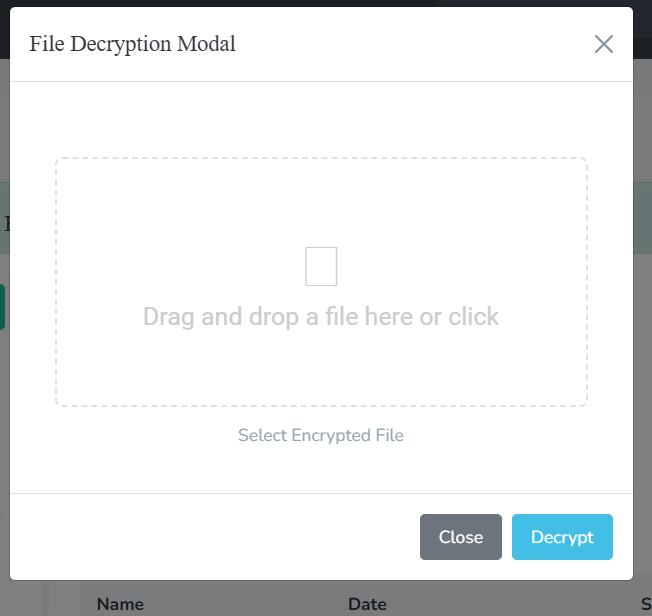 File Decryption Modal
Drag and drop a file here or click
Select Encrypted File
Close Decrypt
Name Date S